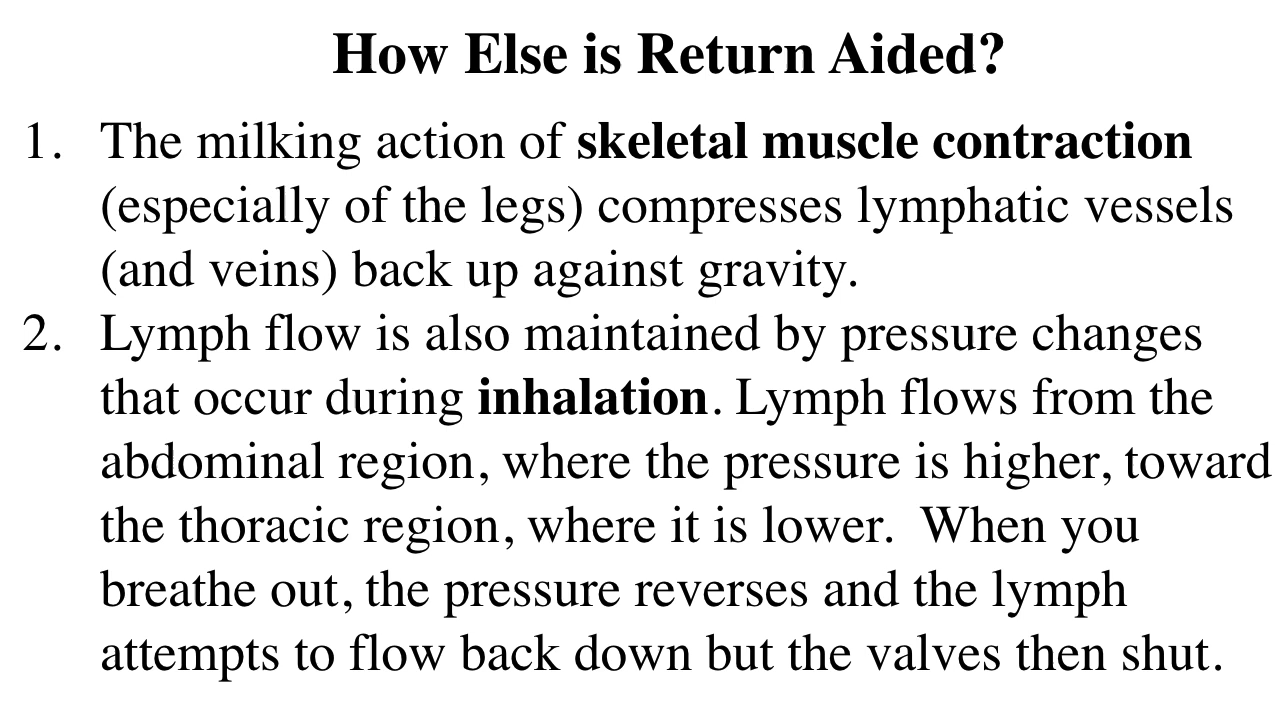 How Else is Return Aided?
1. The milking action of skeletal muscle contraction
(especially of the legs) compresses lymphatic vessels
(and veins) back up against gravity.
2. Lymph flow is also maintained by pressure changes
that occur during inhalation. Lymph flows from the
abdominal region, where the pressure is higher, toward
the thoracic region, where it is lower.  When you
breathe out, the pressure reverses and the lymph
attempts to flow back down but the valves then shut.